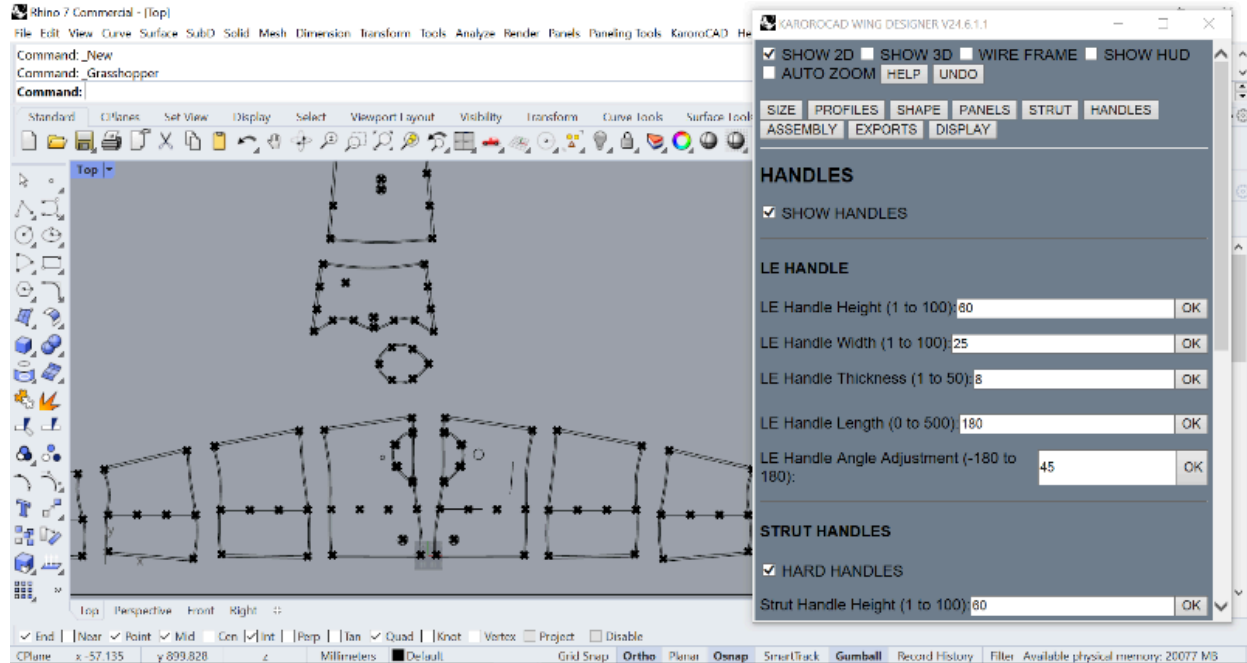 Rhino 7 Commercial - [Top]
File Edit View Curve Surface SubD Solid Mesh Dimension Transform Tools Analyze Render Panels Paneling Tools KaroroCAD He
Command: _New
Command: _Grasshopper
Command:
Standard CPlanes Set View Display Select Viewport Layout Visibility Transform Curve Tools Surface Tools
Top
y
x
Top Perspective Front Right
End Near Point Mid Cen Int Perp Tan Quad Knot Vertex Project Disable
CPlane x -57.135 y 899.828 z Millimeters Default Grid Snap Ortho Planar Osnap SmartTrack Gumball Record History Filter Available physical memory: 20077 MB
KAROROCAD WING DESIGNER V24.6.1.1
SHOW 2D SHOW 3D WIRE FRAME SHOW HUD
AUTO ZOOM HELP UNDO
SIZE PROFILES SHAPE PANELS STRUT HANDLES
ASSEMBLY EXPORTS DISPLAY
HANDLES
SHOW HANDLES
LE HANDLE
LE Handle Height (1 to 100): 60 OK
LE Handle Width (1 to 100): 25 OK
LE Handle Thickness (1 to 50): 8 OK
LE Handle Length (0 to 500): 180 OK
LE Handle Angle Adjustment (-180 to
180): 45 OK
STRUT HANDLES
HARD HANDLES
Strut Handle Height (1 to 100): 60 OK